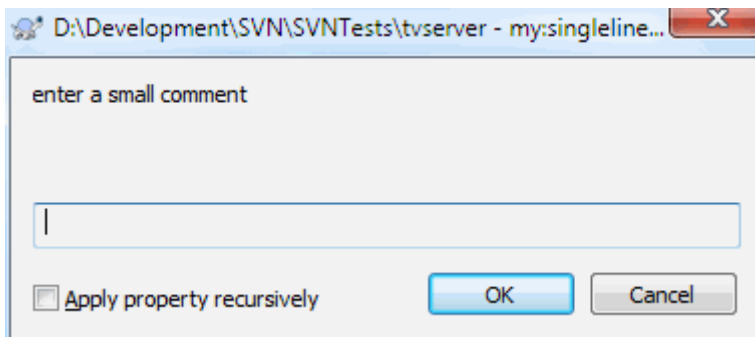 D:\Development\SVN\SVNTests\tvserver - my:singleline...
enter a small comment
Apply property recursively
OK
Cancel